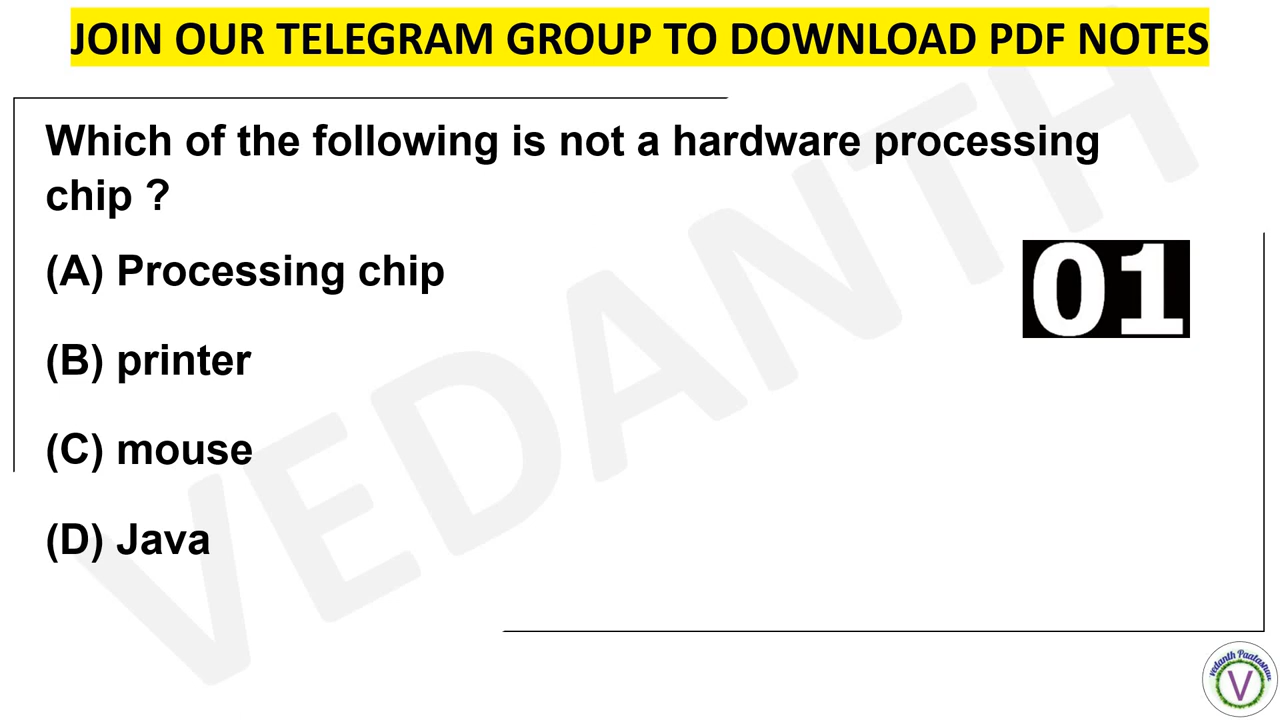 JOIN OUR TELEGRAM GROUP TO DOWNLOAD PDF NOTES
Which of the following is not a hardware processing
chip ?
(A) Processing chip
01
(B) printer
(C) mouse
(D) Java
VEDANTH
V